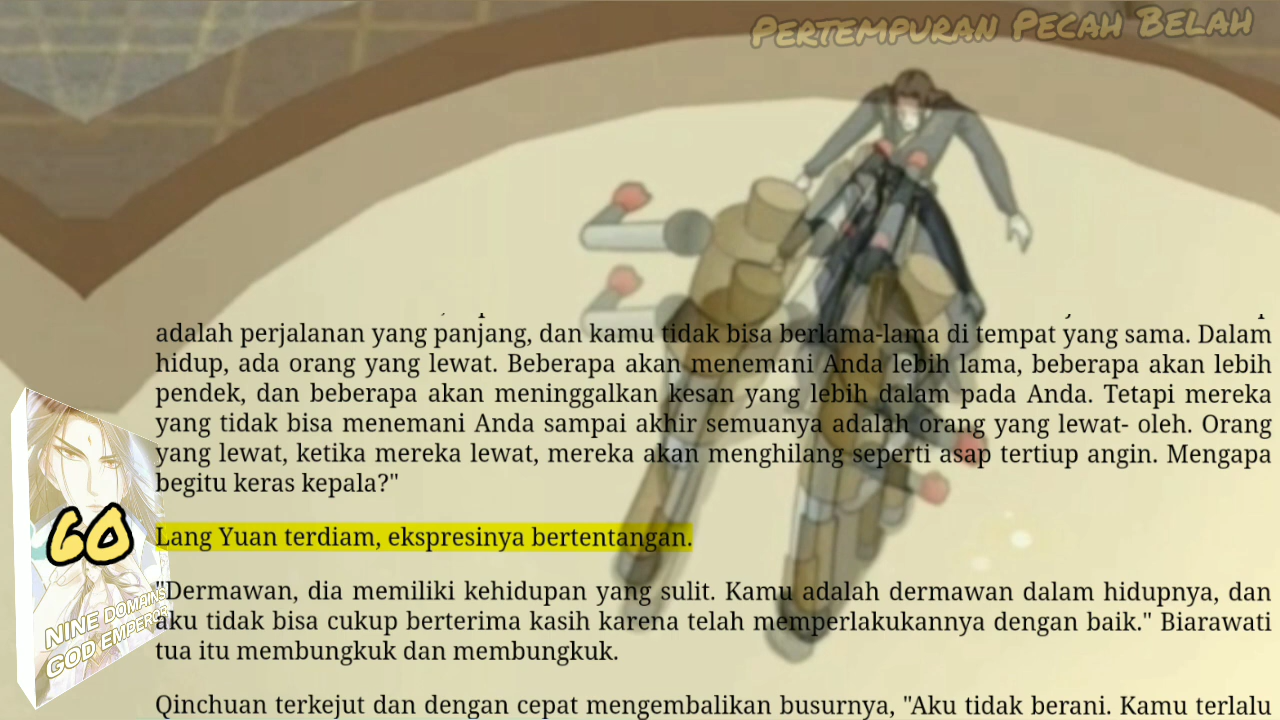 Pertempuran Pecah Belah
adalah perjalanan yang panjang, dan kamu tidak bisa berlama-lama di tempat yang sama. Dalam
hidup, ada orang yang lewat. Beberapa akan menemani Anda lebih lama, beberapa akan lebih
pendek, dan beberapa akan meninggalkan kesan yang lebih dalam pada Anda. Tetapi mereka
yang tidak bisa menemani Anda sampai akhir semuanya adalah orang yang lewat- oleh. Orang
yang lewat, ketika mereka lewat, mereka akan menghilang seperti asap tertiup angin. Mengapa
begitu keras kepala?"
Lang Yuan terdiam, ekspresinya bertentangan.
"Dermawan, dia memiliki kehidupan yang sulit. Kamu adalah dermawan dalam hidupnya, dan
aku tidak bisa cukup berterima kasih karena telah memperlakukannya dengan baik." Biarawati
tua itu membungkuk dan membungkuk.
Qinchuan terkejut dan dengan cepat mengembalikan busurnya, "Aku tidak berani. Kamu terlalu
60
NINE DOMAINS
GOD EMPEROR